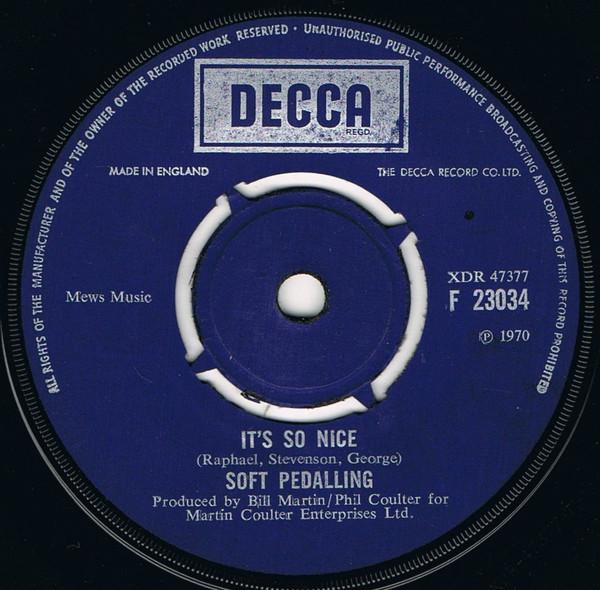 ALL RIGHTS OF THE MANUFACTURER AND OF THE OWNER OF THE RECORDED WORK RESERVED • UNAUTHORISED PUBLIC PERFORMANCE BROADCASTING AND COPYING OF THIS RECORD PROHIBITED
DECCA
REGD.
MADE IN ENGLAND
THE DECCA RECORD CO. LTD.
Mews Music
XDR 47377
F 23034
℗ 1970
IT'S SO NICE
(Raphael, Stevenson, George)
SOFT PEDALLING
Produced by Bill Martin/Phil Coulter for
Martin Coulter Enterprises Ltd.